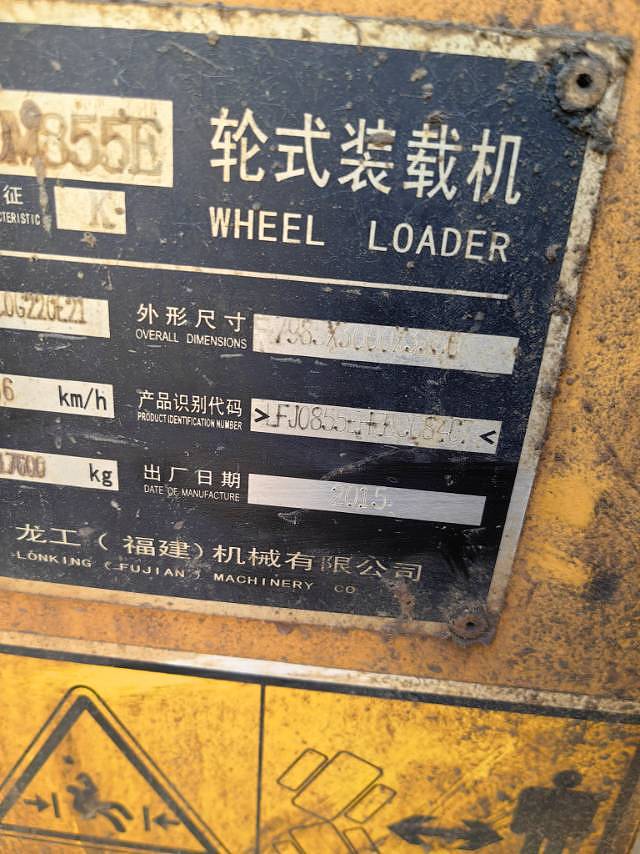 M855E
轮式装载机
征 K
CTERISTIC
WHEEL LOADER
外形尺寸
OVERALL DIMENSIONS
km/h
产品识别代码
PRODUCT IDENTIFICATION NUMBER
> <
17600 kg
出厂日期 2015
DATE OF MANUFACTURE
龙工(福建)机械有限公司
LONKING (FUJIAN) MACHINERY CO